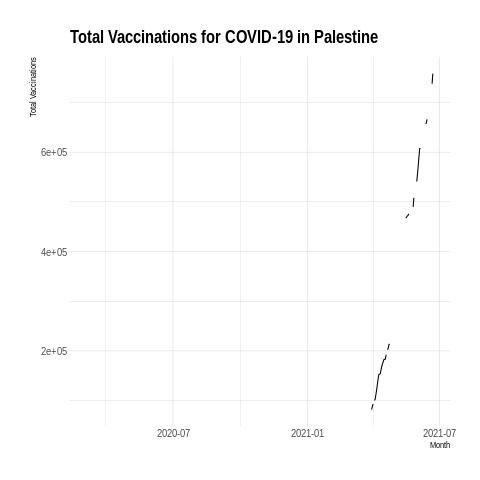 Total Vaccinations for COVID-19 in Palestine
Total Vaccinations
6e+05
4e+05
2e+05
2020-07 2021-01 2021-07
Month